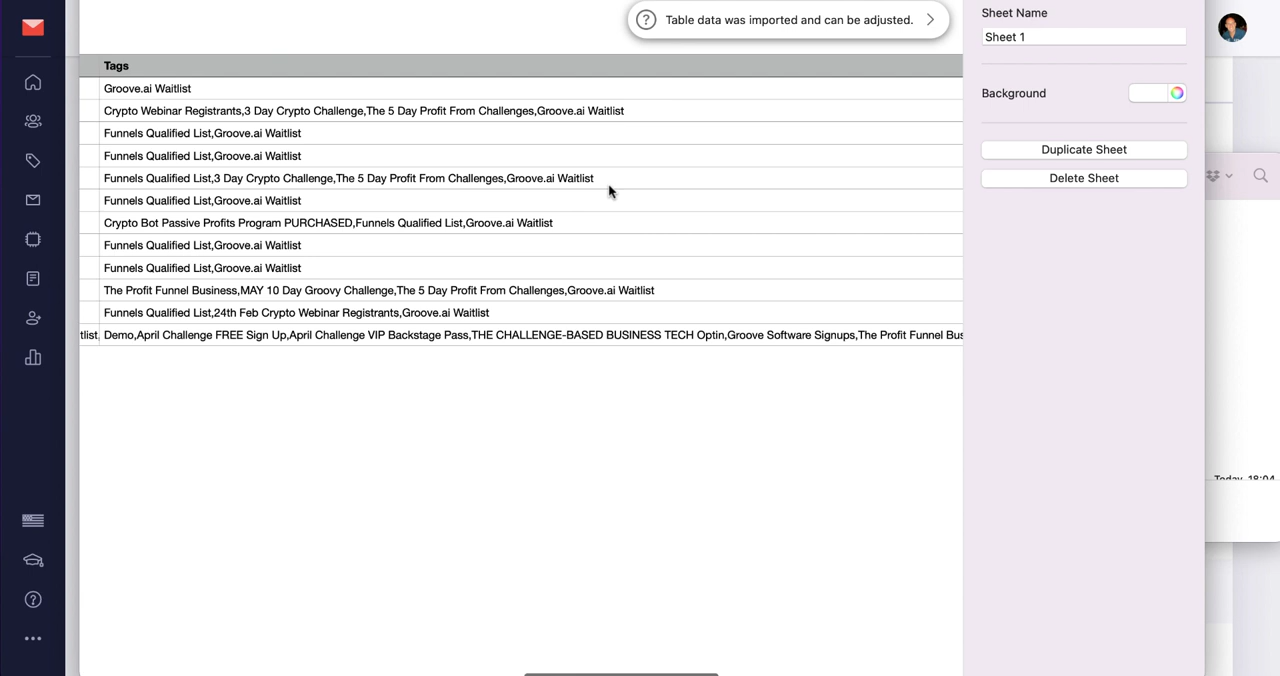 Table data was imported and can be adjusted.
Sheet Name
Sheet 1
Background
Duplicate Sheet
Delete Sheet
Tags
Groove.ai Waitlist
Crypto Webinar Registrants,3 Day Crypto Challenge,The 5 Day Profit From Challenges,Groove.ai Waitlist
Funnels Qualified List,Groove.ai Waitlist
Funnels Qualified List,Groove.ai Waitlist
Funnels Qualified List,3 Day Crypto Challenge,The 5 Day Profit From Challenges,Groove.ai Waitlist
Funnels Qualified List,Groove.ai Waitlist
Crypto Bot Passive Profits Program PURCHASED,Funnels Qualified List,Groove.ai Waitlist
Funnels Qualified List,Groove.ai Waitlist
Funnels Qualified List,Groove.ai Waitlist
The Profit Funnel Business,MAY 10 Day Groovy Challenge,The 5 Day Profit From Challenges,Groove.ai Waitlist
Funnels Qualified List,24th Feb Crypto Webinar Registrants,Groove.ai Waitlist
tlist, Demo,April Challenge FREE Sign Up,April Challenge VIP Backstage Pass,THE CHALLENGE-BASED BUSINESS TECH Optin,Groove Software Signups,The Profit Funnel Bus
Today, 18:04